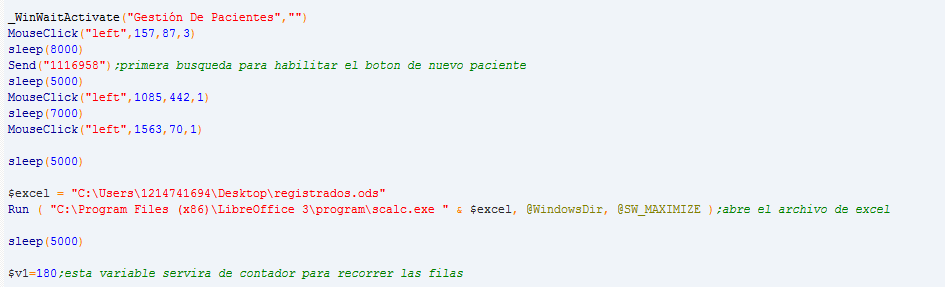 _WinWaitActivate("Gestión De Pacientes","")
MouseClick("left",157,87,3)
sleep(8000)
Send("1116958");primera busqueda para habilitar el boton de nuevo paciente
sleep(5000)
MouseClick("left",1085,442,1)
sleep(7000)
MouseClick("left",1563,70,1)
sleep(5000)
$excel = "C:\Users\1214741694\Desktop\registrados.ods"
Run ( "C:\Program Files (x86)\LibreOffice 3\program\scalc.exe " & $excel, @WindowsDir, @SW_MAXIMIZE );abre el archivo de excel
sleep(5000)
$v1=180;esta variable servira de contador para recorrer las filas